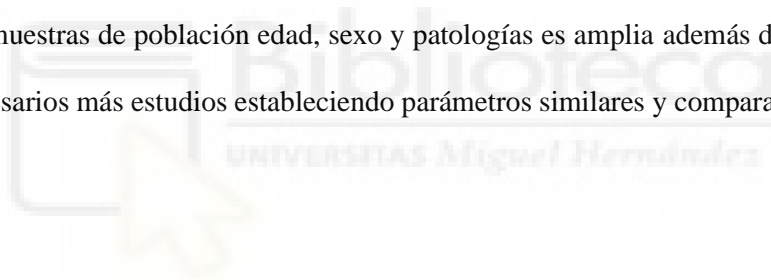 muestras de población edad, sexo y patologías es amplia además d
sarios más estudios estableciendo parámetros similares y compara
Biblioteca
UNIVERSITAS Miguel Hernández